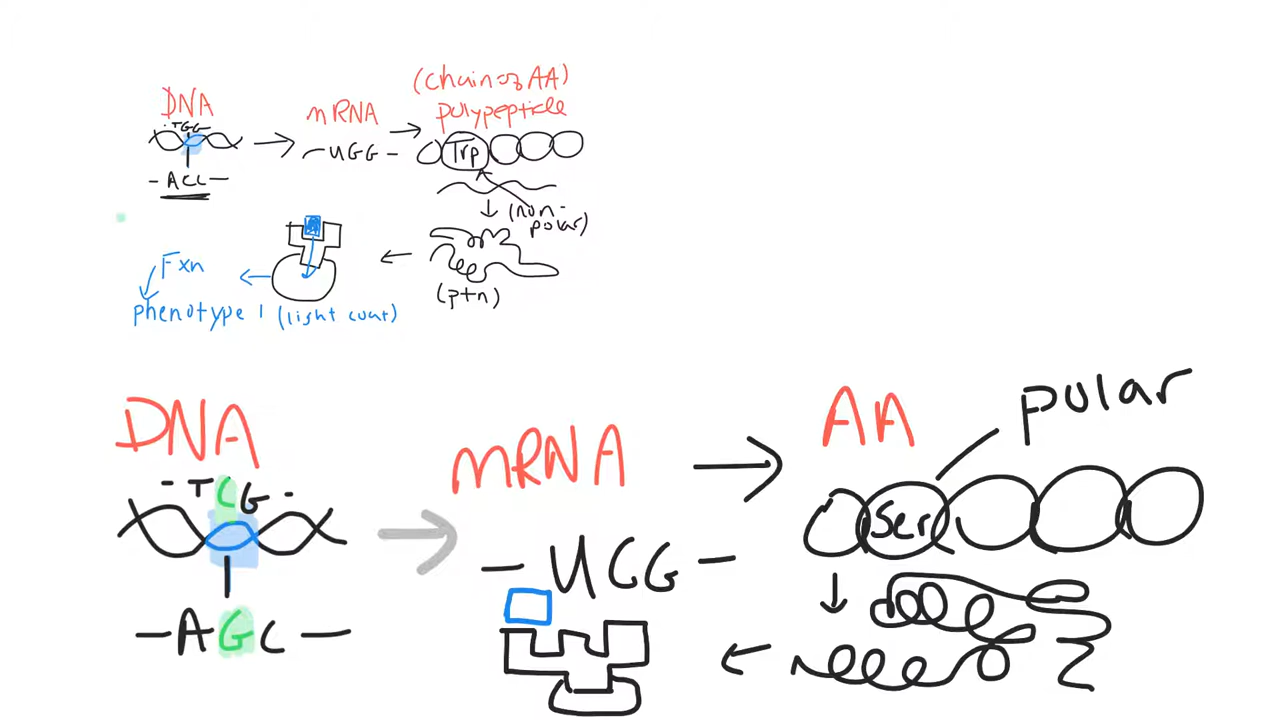 (chain of AA)
DNA
mRNA
polypeptide
-TGG-
-UGG-
Trp
-ACC-
(non-
polar)
Fxn
(ptn)
phenotype 1 (light coat)
polar
AA
DNA
mRNA
-TCG-
Ser
-UCG-
-AGC-